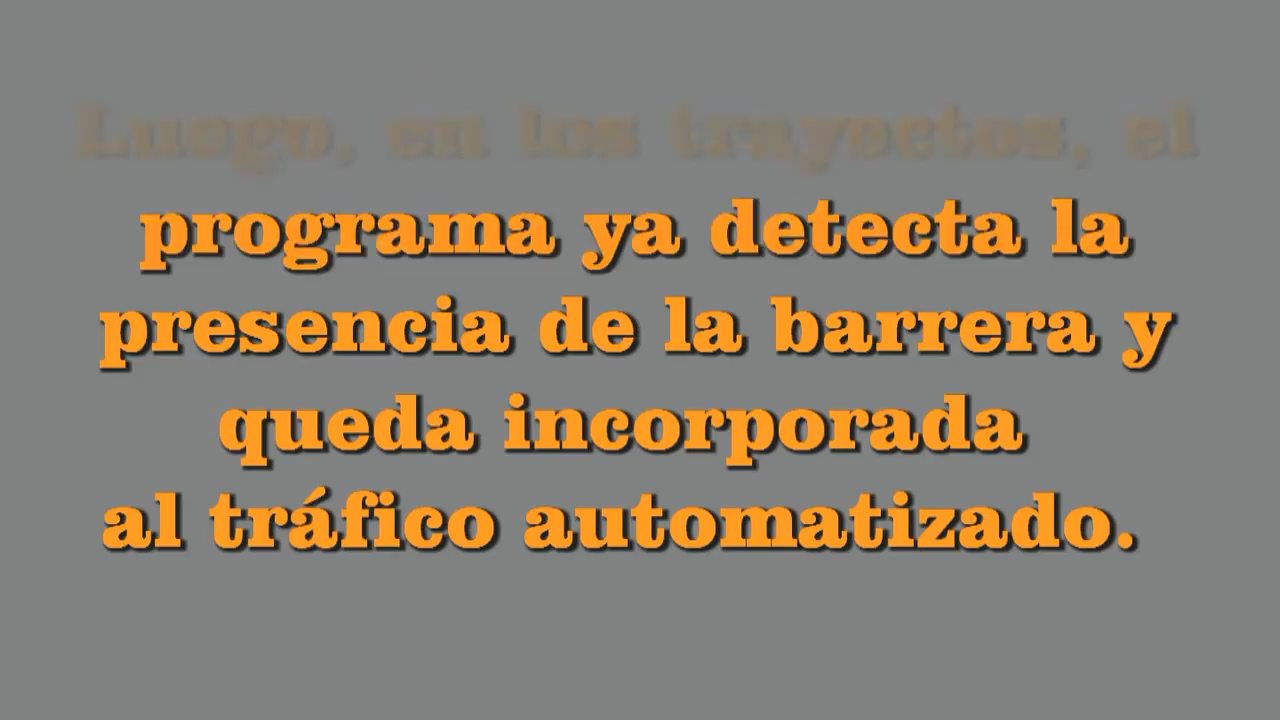 Luego, en los trayectos, el
programa ya detecta la
presencia de la barrera y
queda incorporada
al tráfico automatizado.